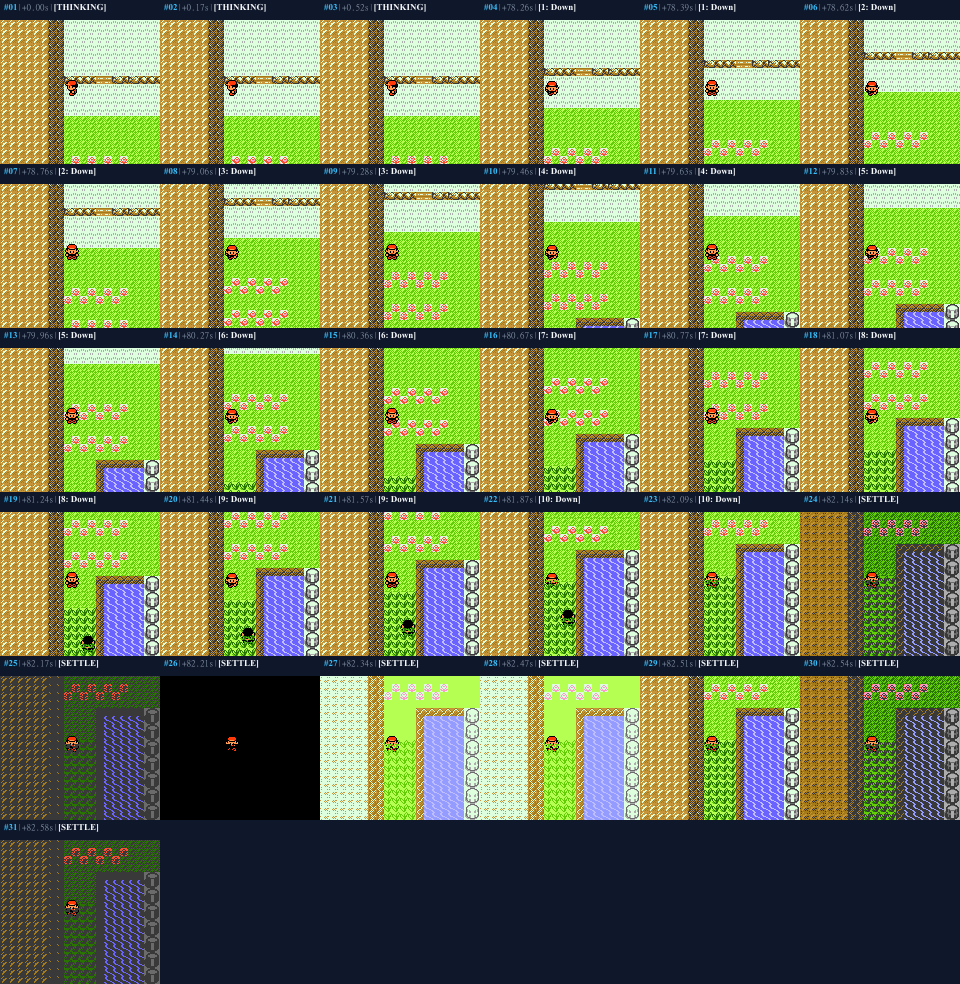 #01|+0.00s|[THINKING] #02|+0.17s|[THINKING] #03|+0.52s|[THINKING] #04|+78.26s|[1: Down] #05|+78.39s|[1: Down] #06|+78.62s|[2: Down]
#07|+78.76s|[2: Down] #08|+79.06s|[3: Down] #09|+79.28s|[3: Down] #10|+79.46s|[4: Down] #11|+79.63s|[4: Down] #12|+79.83s|[5: Down]
#13|+79.96s|[5: Down] #14|+80.27s|[6: Down] #15|+80.36s|[6: Down] #16|+80.67s|[7: Down] #17|+80.77s|[7: Down] #18|+81.07s|[8: Down]
#19|+81.24s|[8: Down] #20|+81.44s|[9: Down] #21|+81.57s|[9: Down] #22|+81.87s|[10: Down] #23|+82.09s|[10: Down] #24|+82.14s|[SETTLE]
#25|+82.17s|[SETTLE] #26|+82.21s|[SETTLE] #27|+82.34s|[SETTLE] #28|+82.47s|[SETTLE] #29|+82.51s|[SETTLE] #30|+82.54s|[SETTLE]
#31|+82.58s|[SETTLE]